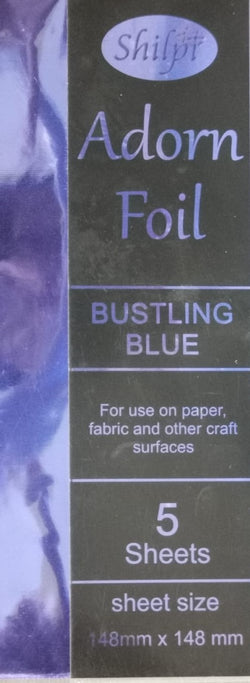 Shilpt
Adorn
Foil
BUSTLING
BLUE
For use on paper,
fabric and other craft
surfaces
5
Sheets
sheet size
148mm x 148 mm